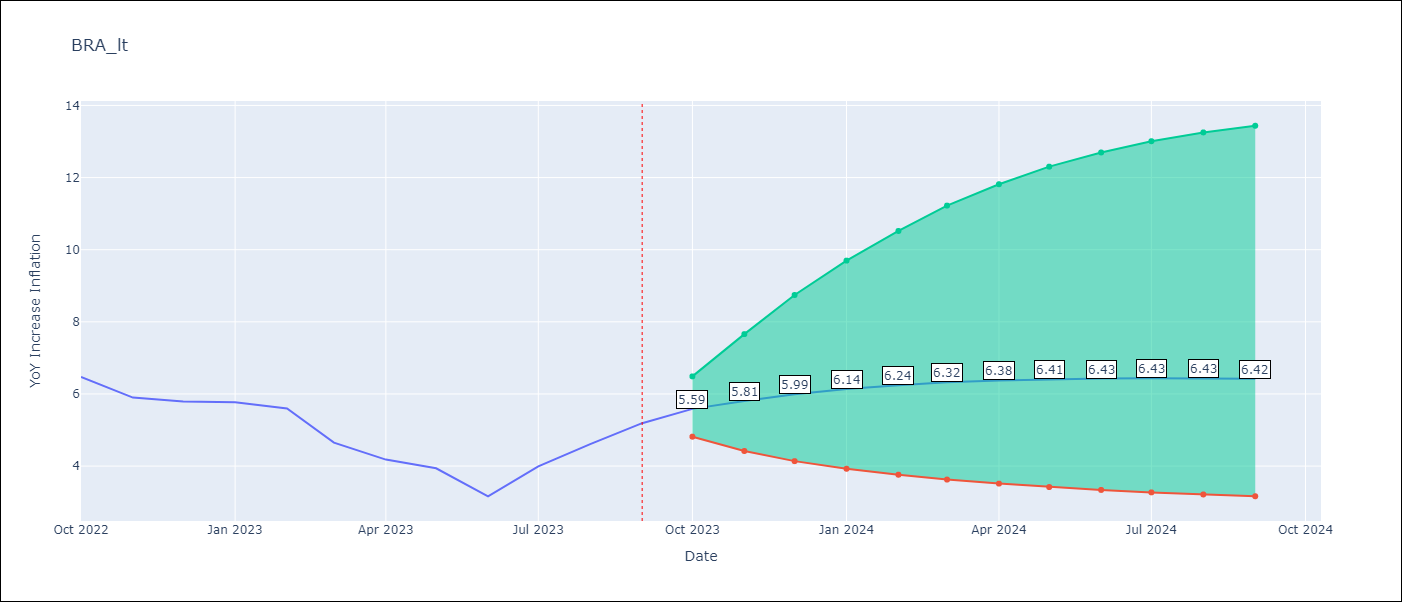 BRA_lt
14
12
10
8
6
4
YoY Increase Inflation
5.59
5.81
5.99
6.14
6.24
6.32
6.38
6.41
6.43
6.43
6.43
6.42
Oct 2022
Jan 2023
Apr 2023
Jul 2023
Oct 2023
Jan 2024
Apr 2024
Jul 2024
Oct 2024
Date